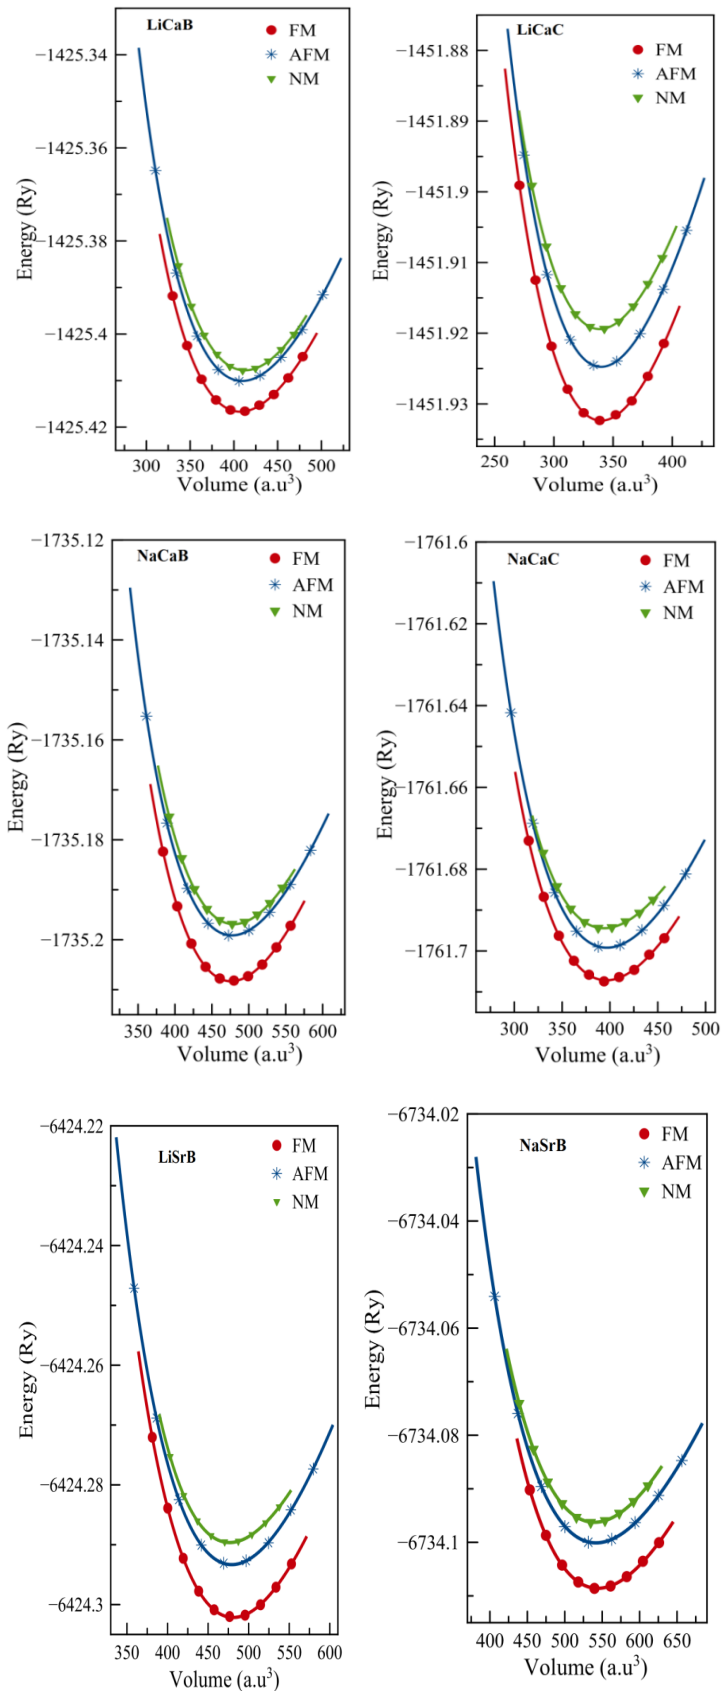 LiCaB
FM
AFM
NM
−1425.34
−1425.36
−1425.38
−1425.4
−1425.42
Energy (Ry)
300 350 400 450 500
Volume (a.u³)
LiCaC
FM
AFM
NM
−1451.88
−1451.89
−1451.9
−1451.91
−1451.92
−1451.93
Energy (Ry)
250 300 350 400
Volume (a.u³)
NaCaB
FM
AFM
NM
−1735.12
−1735.14
−1735.16
−1735.18
−1735.2
Energy (Ry)
350 400 450 500 550 600
Volume (a.u³)
NaCaC
FM
AFM
NM
−1761.6
−1761.62
−1761.64
−1761.66
−1761.68
−1761.7
Energy (Ry)
300 350 400 450 500
Volume (a.u³)
LiSrB
FM
AFM
NM
−6424.22
−6424.24
−6424.26
−6424.28
−6424.3
Energy (Ry)
350 400 450 500 550 600
Volume (a.u³)
NaSrB
FM
AFM
NM
−6734.02
−6734.04
−6734.06
−6734.08
−6734.1
Energy (Ry)
400 450 500 550 600 650
Volume (a.u³)